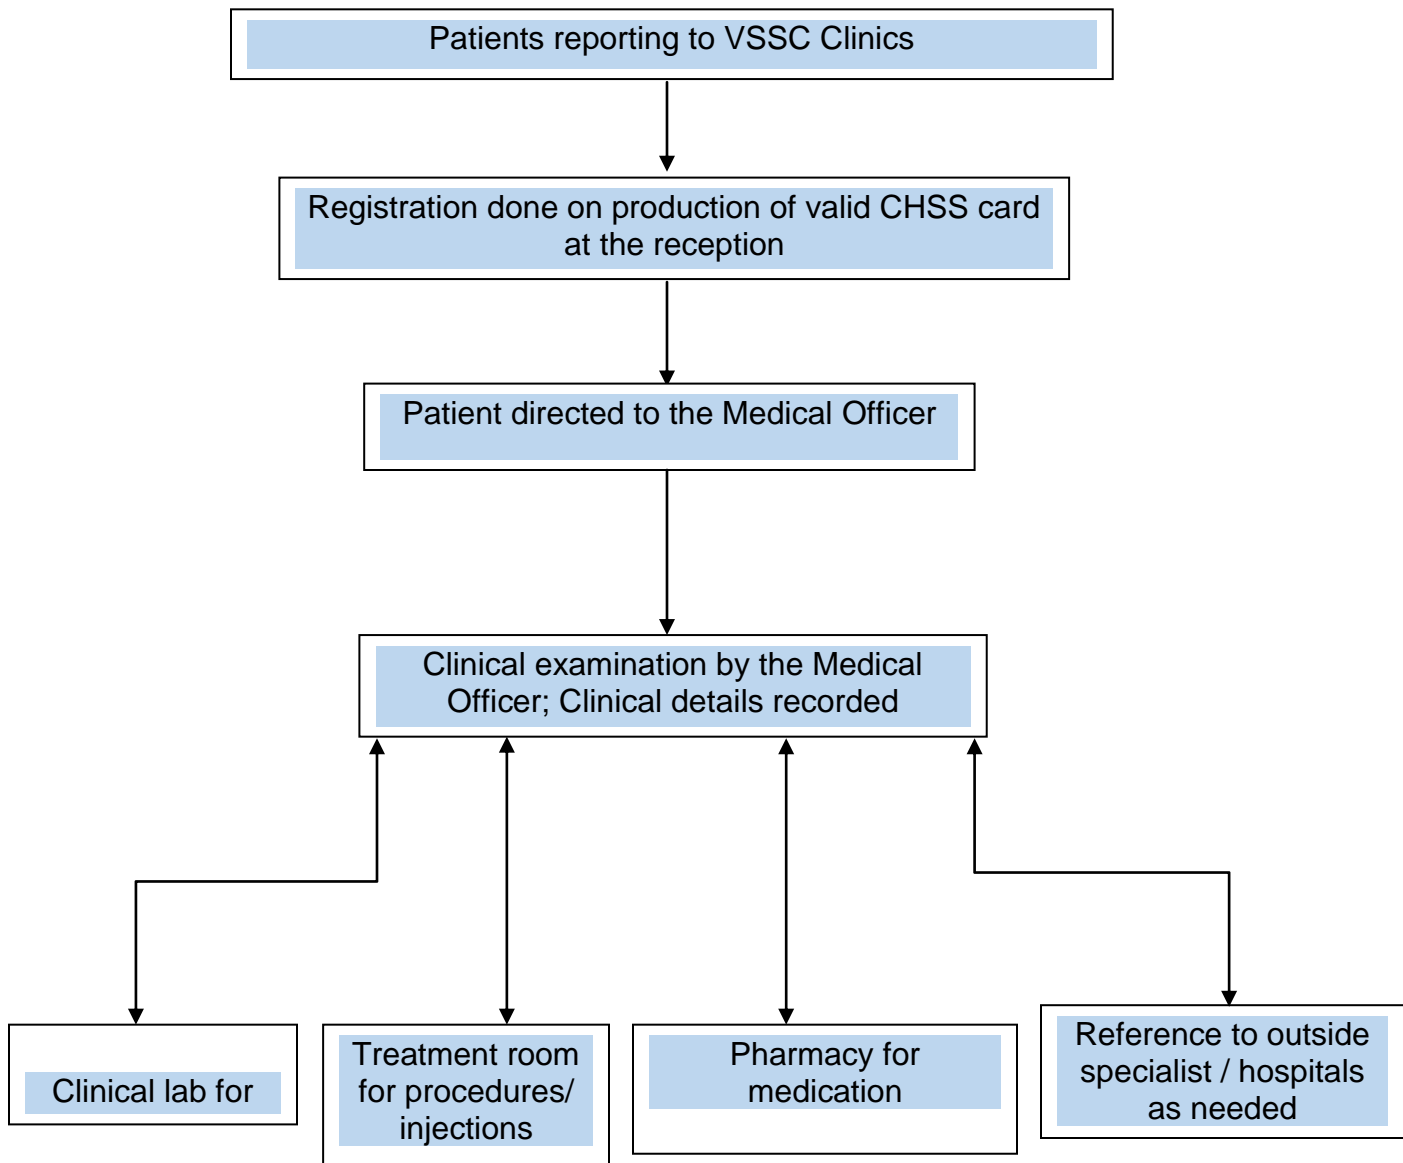 Patients reporting to VSSC Clinics
Registration done on production of valid CHSS card
at the reception
Patient directed to the Medical Officer
Clinical examination by the Medical
Officer; Clinical details recorded
Clinical lab for
Treatment room
for procedures/
injections
Pharmacy for
medication
Reference to outside
specialist / hospitals
as needed